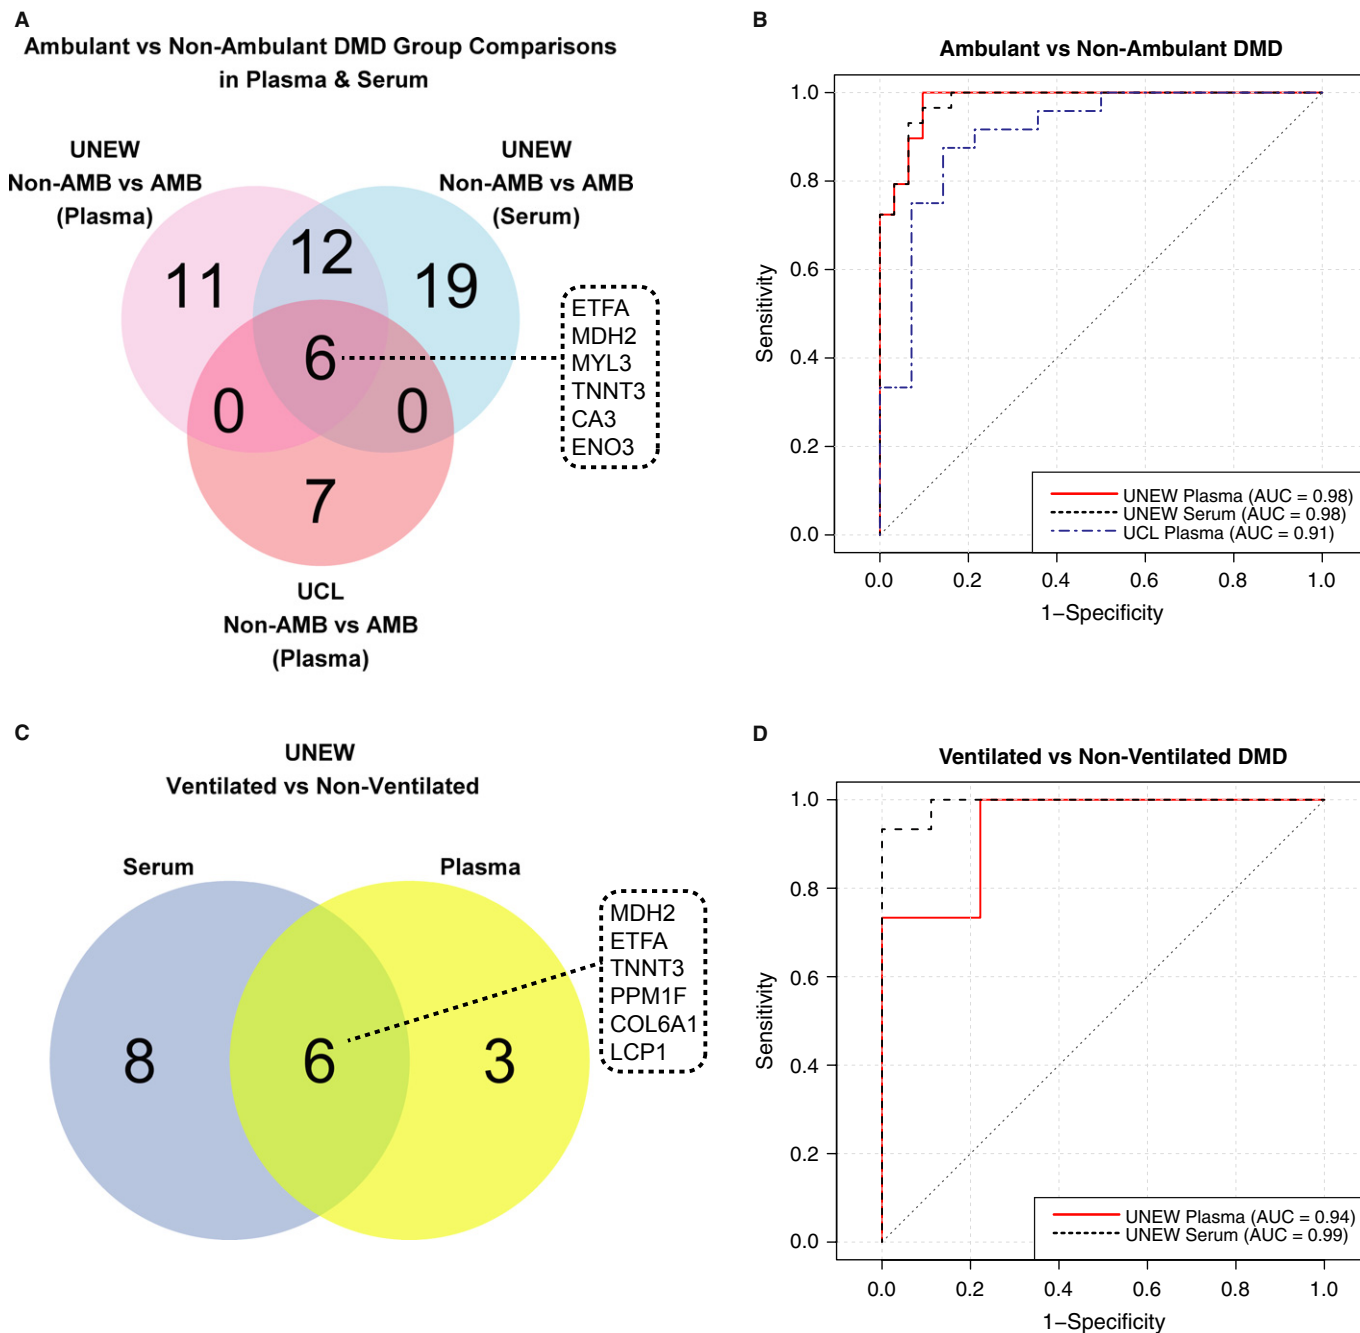 A
Ambulant vs Non-Ambulant DMD Group Comparisons
in Plasma & Serum
UNEW
Non-AMB vs AMB
(Plasma)
UNEW
Non-AMB vs AMB
(Serum)
11
12
19
6
0
0
7
ETFA
MDH2
MYL3
TNNT3
CA3
ENO3
UCL
Non-AMB vs AMB
(Plasma)
B
Ambulant vs Non-Ambulant DMD
Sensitivity
1.0
0.8
0.6
0.4
0.2
0.0
UNEW Plasma (AUC = 0.98)
UNEW Serum (AUC = 0.98)
UCL Plasma (AUC = 0.91)
0.0 0.2 0.4 0.6 0.8 1.0
1−Specificity
C
UNEW
Ventilated vs Non-Ventilated
Serum
Plasma
8
6
3
MDH2
ETFA
TNNT3
PPM1F
COL6A1
LCP1
D
Ventilated vs Non-Ventilated DMD
Sensitivity
1.0
0.8
0.6
0.4
0.2
0.0
UNEW Plasma (AUC = 0.94)
UNEW Serum (AUC = 0.99)
0.0 0.2 0.4 0.6 0.8 1.0
1−Specificity